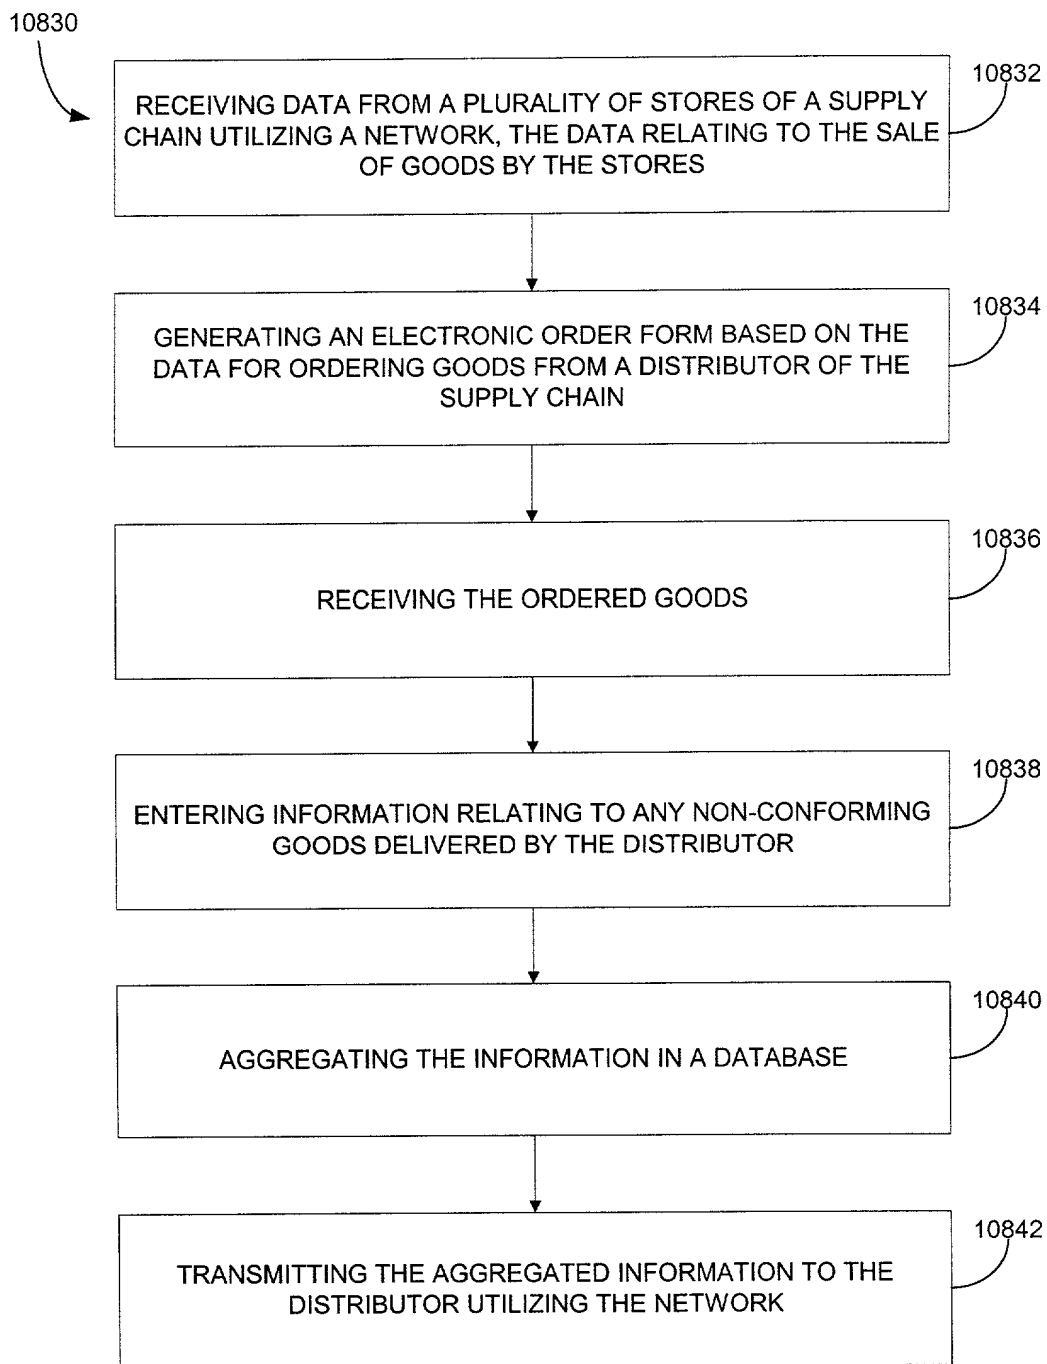 10830
10832
RECEIVING DATA FROM A PLURALITY OF STORES OF A SUPPLY
CHAIN UTILIZING A NETWORK, THE DATA RELATING TO THE SALE
OF GOODS BY THE STORES
10834
GENERATING AN ELECTRONIC ORDER FORM BASED ON THE
DATA FOR ORDERING GOODS FROM A DISTRIBUTOR OF THE
SUPPLY CHAIN
10836
RECEIVING THE ORDERED GOODS
10838
ENTERING INFORMATION RELATING TO ANY NON-CONFORMING
GOODS DELIVERED BY THE DISTRIBUTOR
10840
AGGREGATING THE INFORMATION IN A DATABASE
10842
TRANSMITTING THE AGGREGATED INFORMATION TO THE
DISTRIBUTOR UTILIZING THE NETWORK